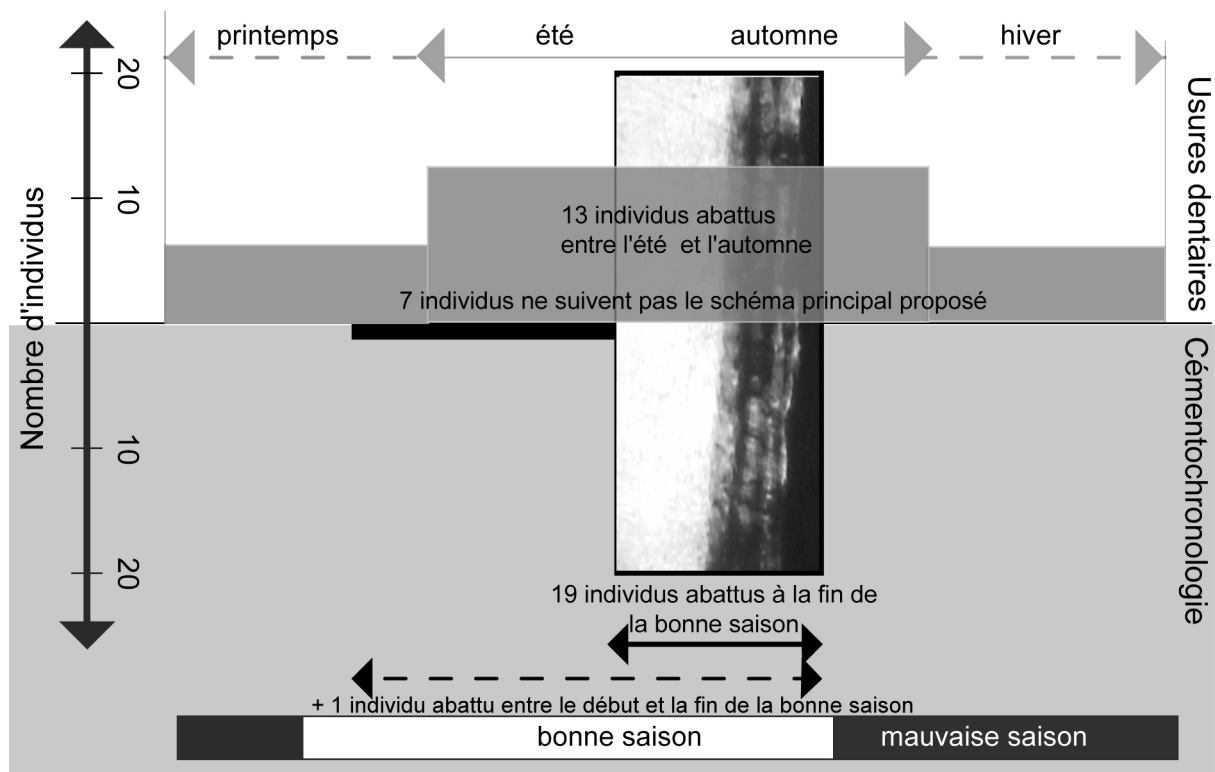 printemps
été
automne
hiver
20
10
Nombre d'individus
Usures dentaires
13 individus abattus
entre l'été et l'automne
7 individus ne suivent pas le schéma principal proposé
10
20
Cémentochronologie
19 individus abattus à la fin de
la bonne saison
+ 1 individu abattu entre le début et la fin de la bonne saison
bonne saison
mauvaise saison